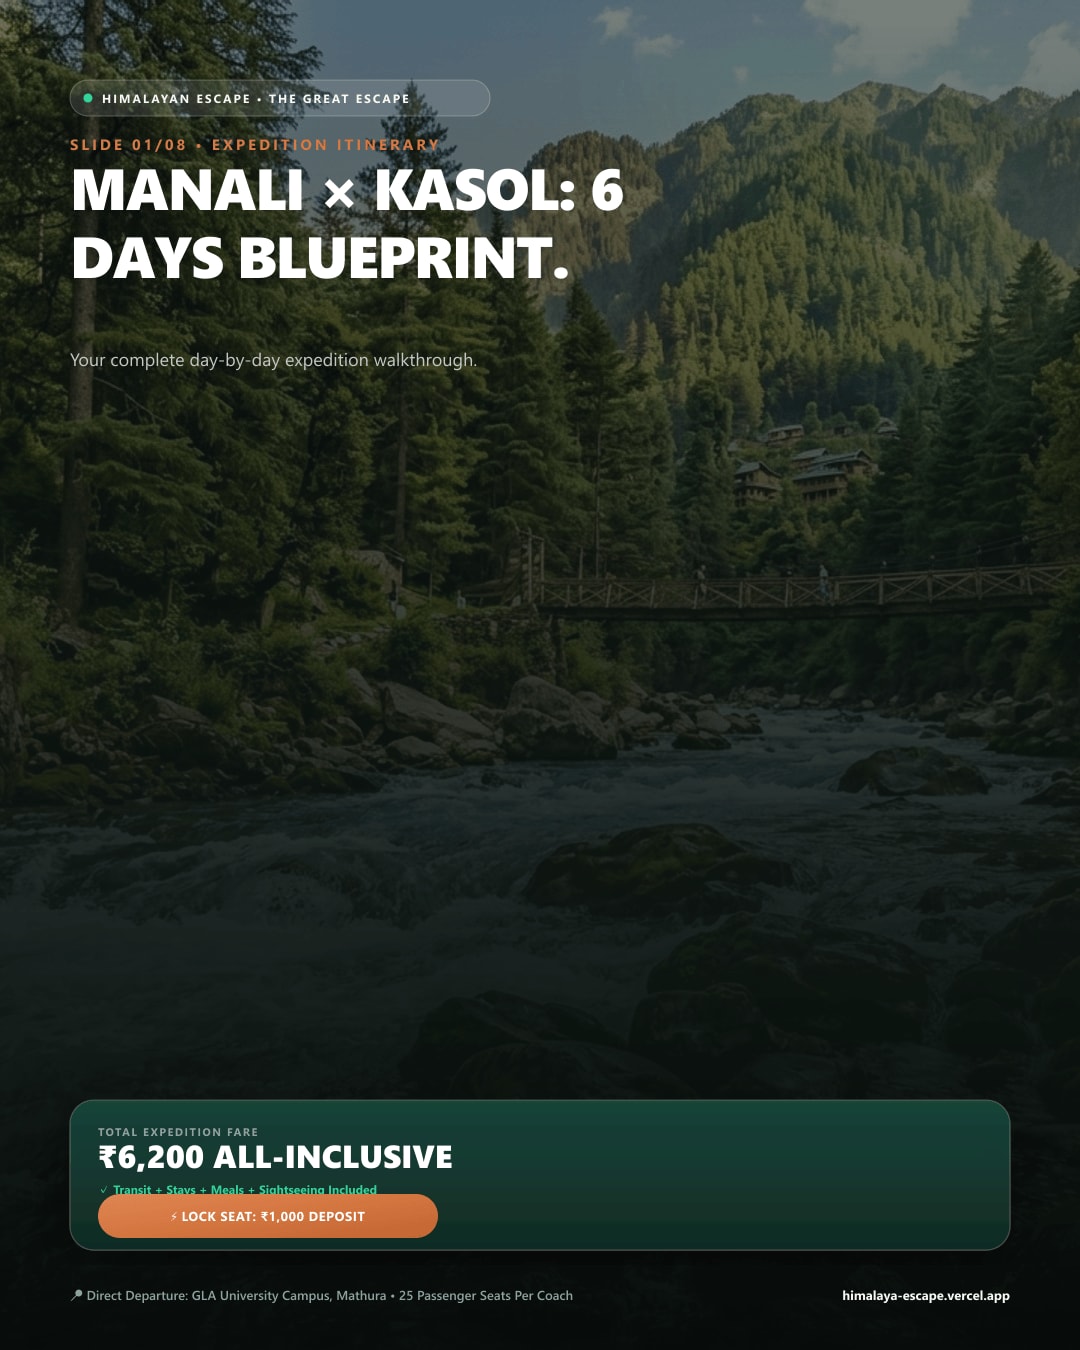 HIMALAYAN ESCAPE • THE GREAT ESCAPE
SLIDE 01/08 • EXPEDITION ITINERARY
MANALI × KASOL: 6
DAYS BLUEPRINT.
Your complete day-by-day expedition walkthrough.
TOTAL EXPEDITION FARE
₹6,200 ALL-INCLUSIVE
✓ Transit + Stays + Meals + Sightseeing Included
⚡ LOCK SEAT: ₹1,000 DEPOSIT
📍 Direct Departure: GLA University Campus, Mathura • 25 Passenger Seats Per Coach
himalaya-escape.vercel.app